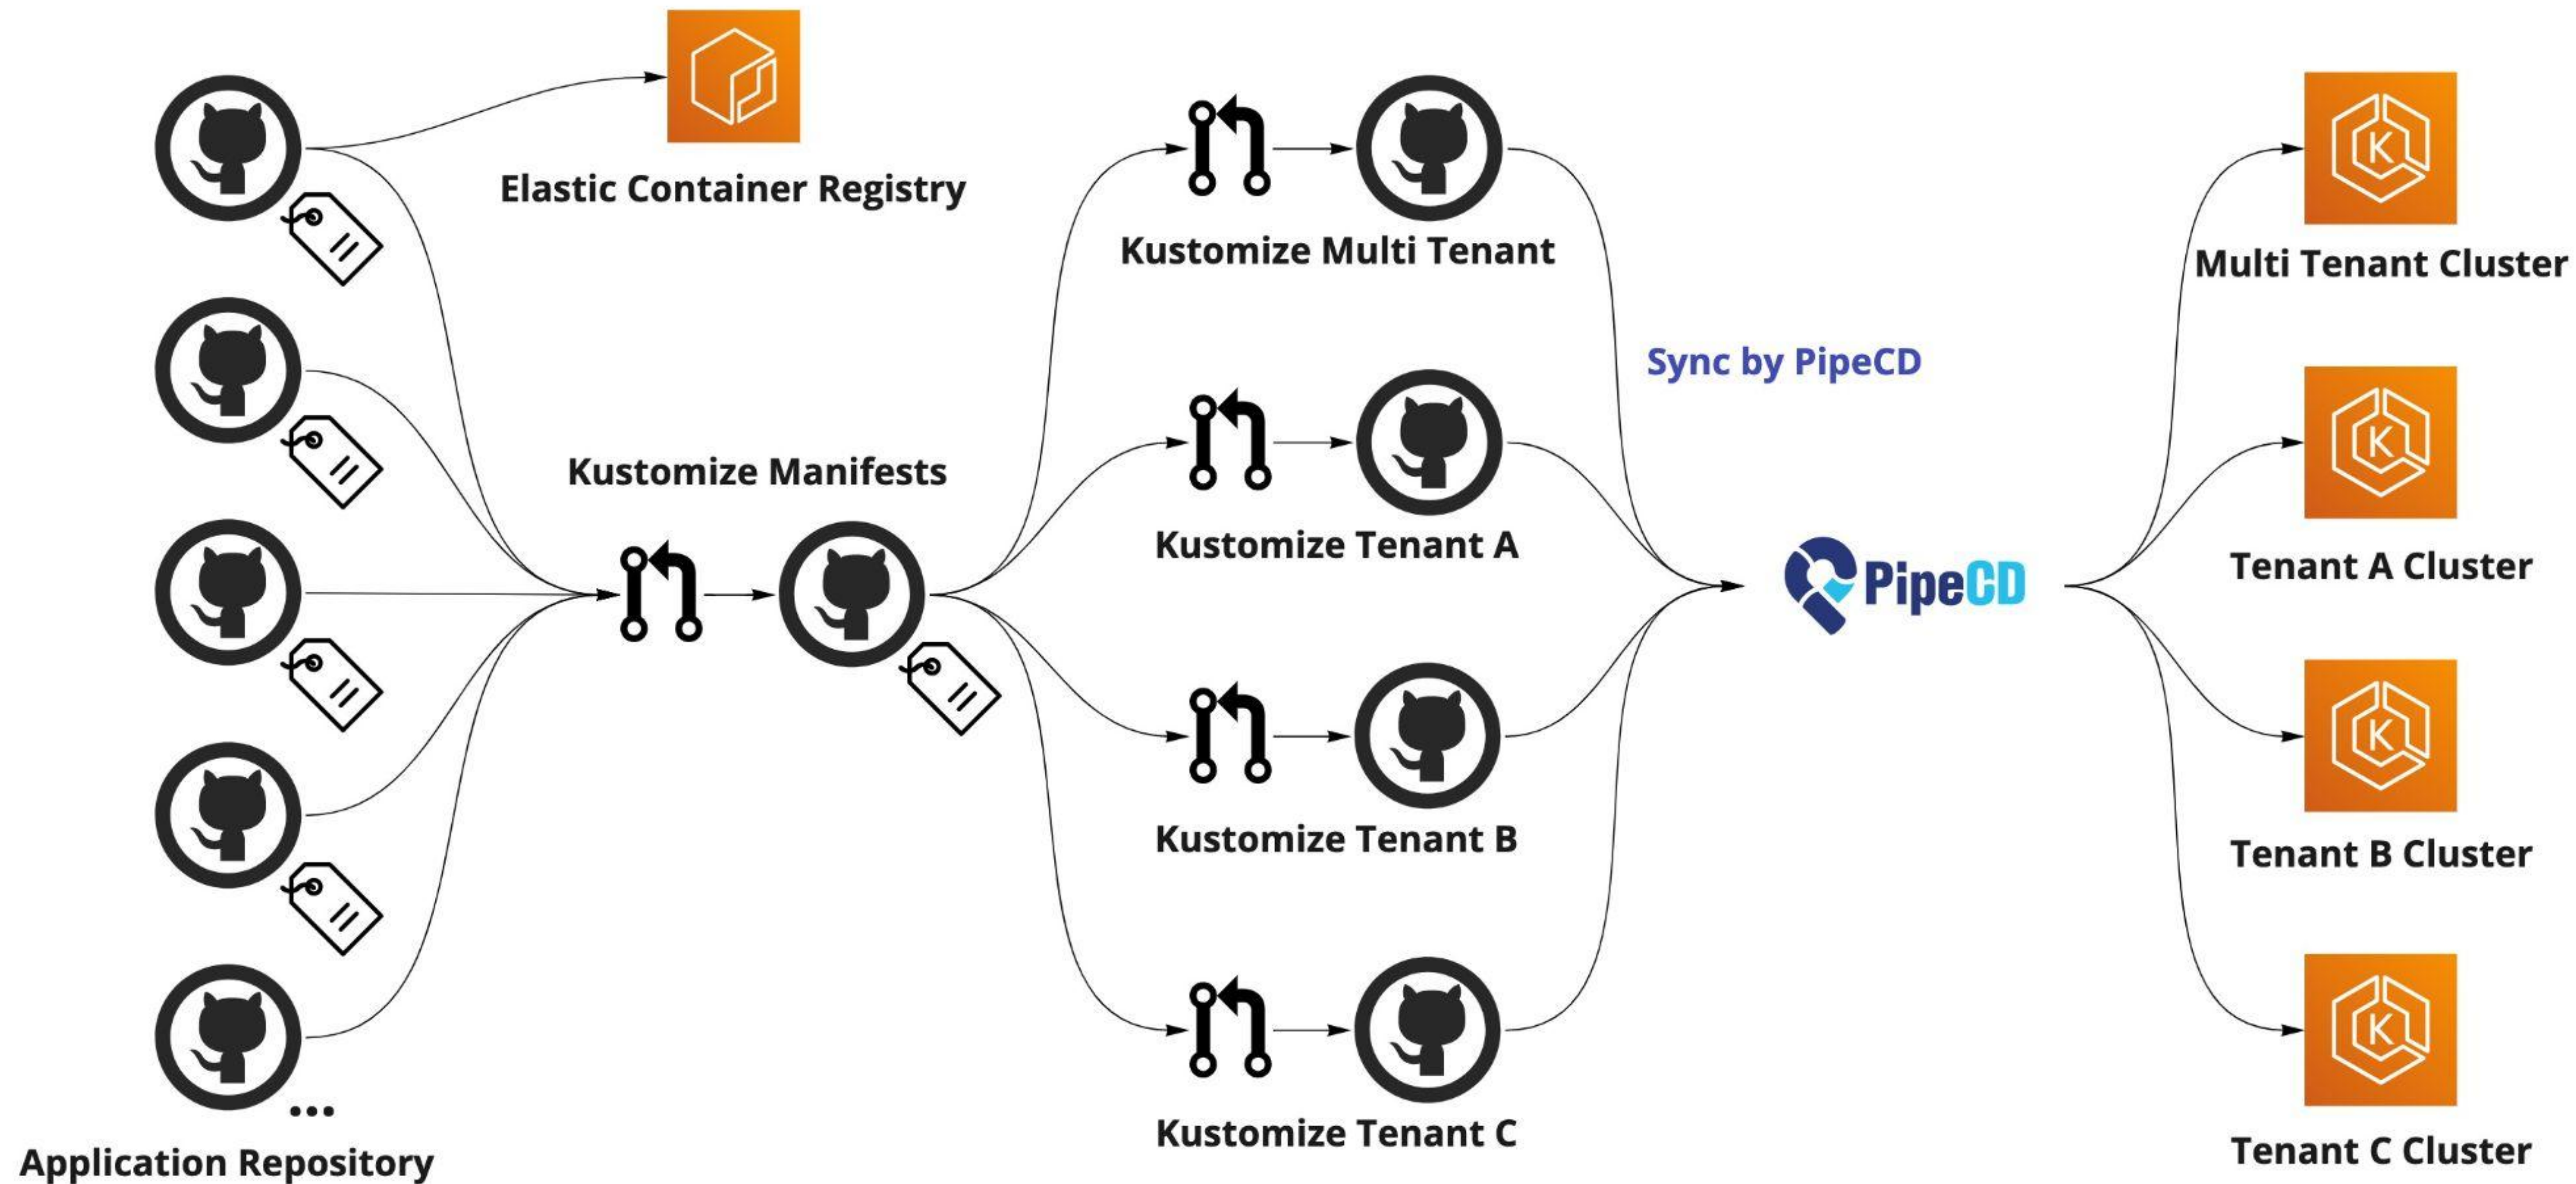 Elastic Container Registry
Kustomize Multi Tenant
Multi Tenant Cluster
Sync by PipeCD
Kustomize Manifests
Kustomize Tenant A
Tenant A Cluster
PipeCD
Kustomize Tenant B
Tenant B Cluster
...
Application Repository
Kustomize Tenant C
Tenant C Cluster
K
K
K
K